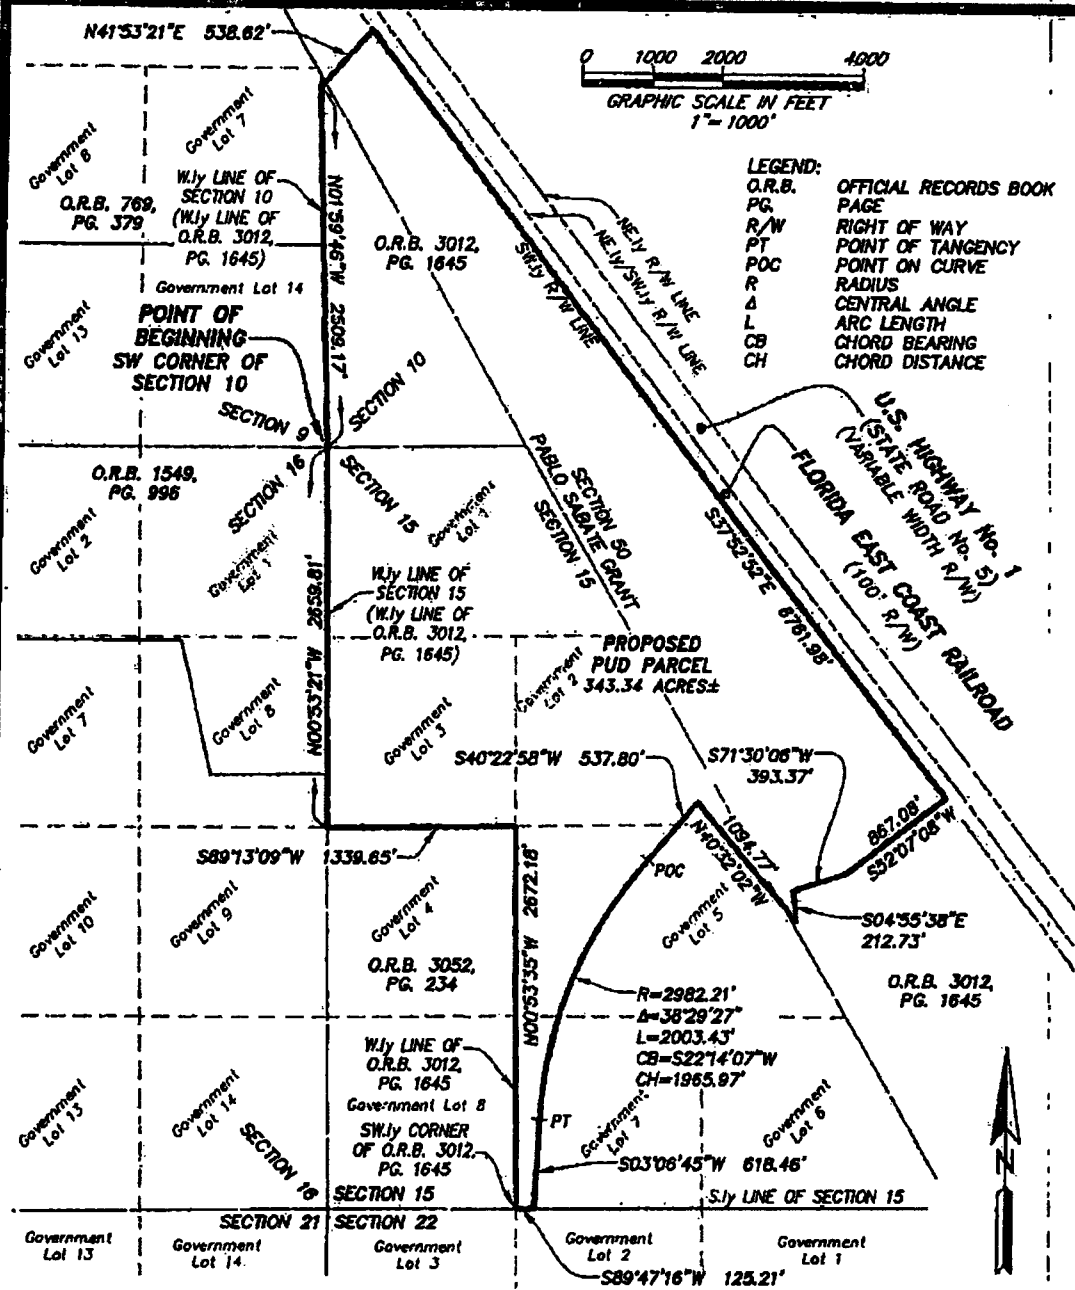 N41°53'21"E 538.62'
0 1000 2000 4000
GRAPHIC SCALE IN FEET
1"= 1000'
LEGEND:
O.R.B. OFFICIAL RECORDS BOOK
PG. PAGE
R/W RIGHT OF WAY
PT POINT OF TANGENCY
POC POINT ON CURVE
R RADIUS
Δ CENTRAL ANGLE
L ARC LENGTH
CB CHORD BEARING
CH CHORD DISTANCE
Government
Lot 8
Government
Lot 7
O.R.B. 769,
PG. 379
W.ly LINE OF
SECTION 10
(W.ly LINE OF
O.R.B. 3012,
PG. 1645)
N01°59'46"W 2509.17'
O.R.B. 3012,
PG. 1645
SW.ly R/W LINE
NE.ly/SW.ly R/W LINE
NE.ly R/W LINE
Government Lot 14
Government
Lot 13
POINT OF
BEGINNING
SW CORNER OF
SECTION 10
SECTION 9
SECTION 10
U.S. HIGHWAY No. 1
(STATE ROAD No. 5)
(VARIABLE WIDTH R/W)
FLORIDA EAST COAST RAILROAD
(100' R/W)
O.R.B. 1549,
PG. 996
SECTION 16
SECTION 15
Government
Lot 2
Government
Lot 1
Government
Lot 1
SECTION 50
PABLO SABATE GRANT
SECTION 15
S37°52'52"E 8761.98'
N00°53'21"W 2659.81'
W.ly LINE OF
SECTION 15
(W.ly LINE OF
O.R.B. 3012,
PG. 1645)
PROPOSED
PUD PARCEL
343.34 ACRES±
Government
Lot 2
Government
Lot 7
Government
Lot 8
Government
Lot 3
S40°22'58"W 537.80'
S71°30'06"W
393.37'
867.08'
S52°07'08"W
S89°13'09"W 1339.65'
1094.77'
N40°32'02"W
POC
S04°55'38"E
212.73'
Government
Lot 10
Government
Lot 9
Government
Lot 4
N00°53'35"W 2672.18'
Government
Lot 5
O.R.B. 3052,
PG. 234
O.R.B. 3012,
PG. 1645
R=2982.21'
Δ=38°29'27"
L=2003.43'
CB=S22°14'07"W
CH=1965.97'
W.ly LINE OF
O.R.B. 3012,
PG. 1645
Government Lot 8
SW.ly CORNER
OF O.R.B. 3012,
PG. 1645
Government
Lot 13
Government
Lot 14
PT
Government
Lot 7
Government
Lot 6
S03°06'45"W 618.46'
N
SECTION 16
SECTION 15
S.ly LINE OF SECTION 15
SECTION 21
SECTION 22
Government
Lot 13
Government
Lot 14
Government
Lot 3
Government
Lot 2
Government
Lot 1
S89°47'16"W 125.21'